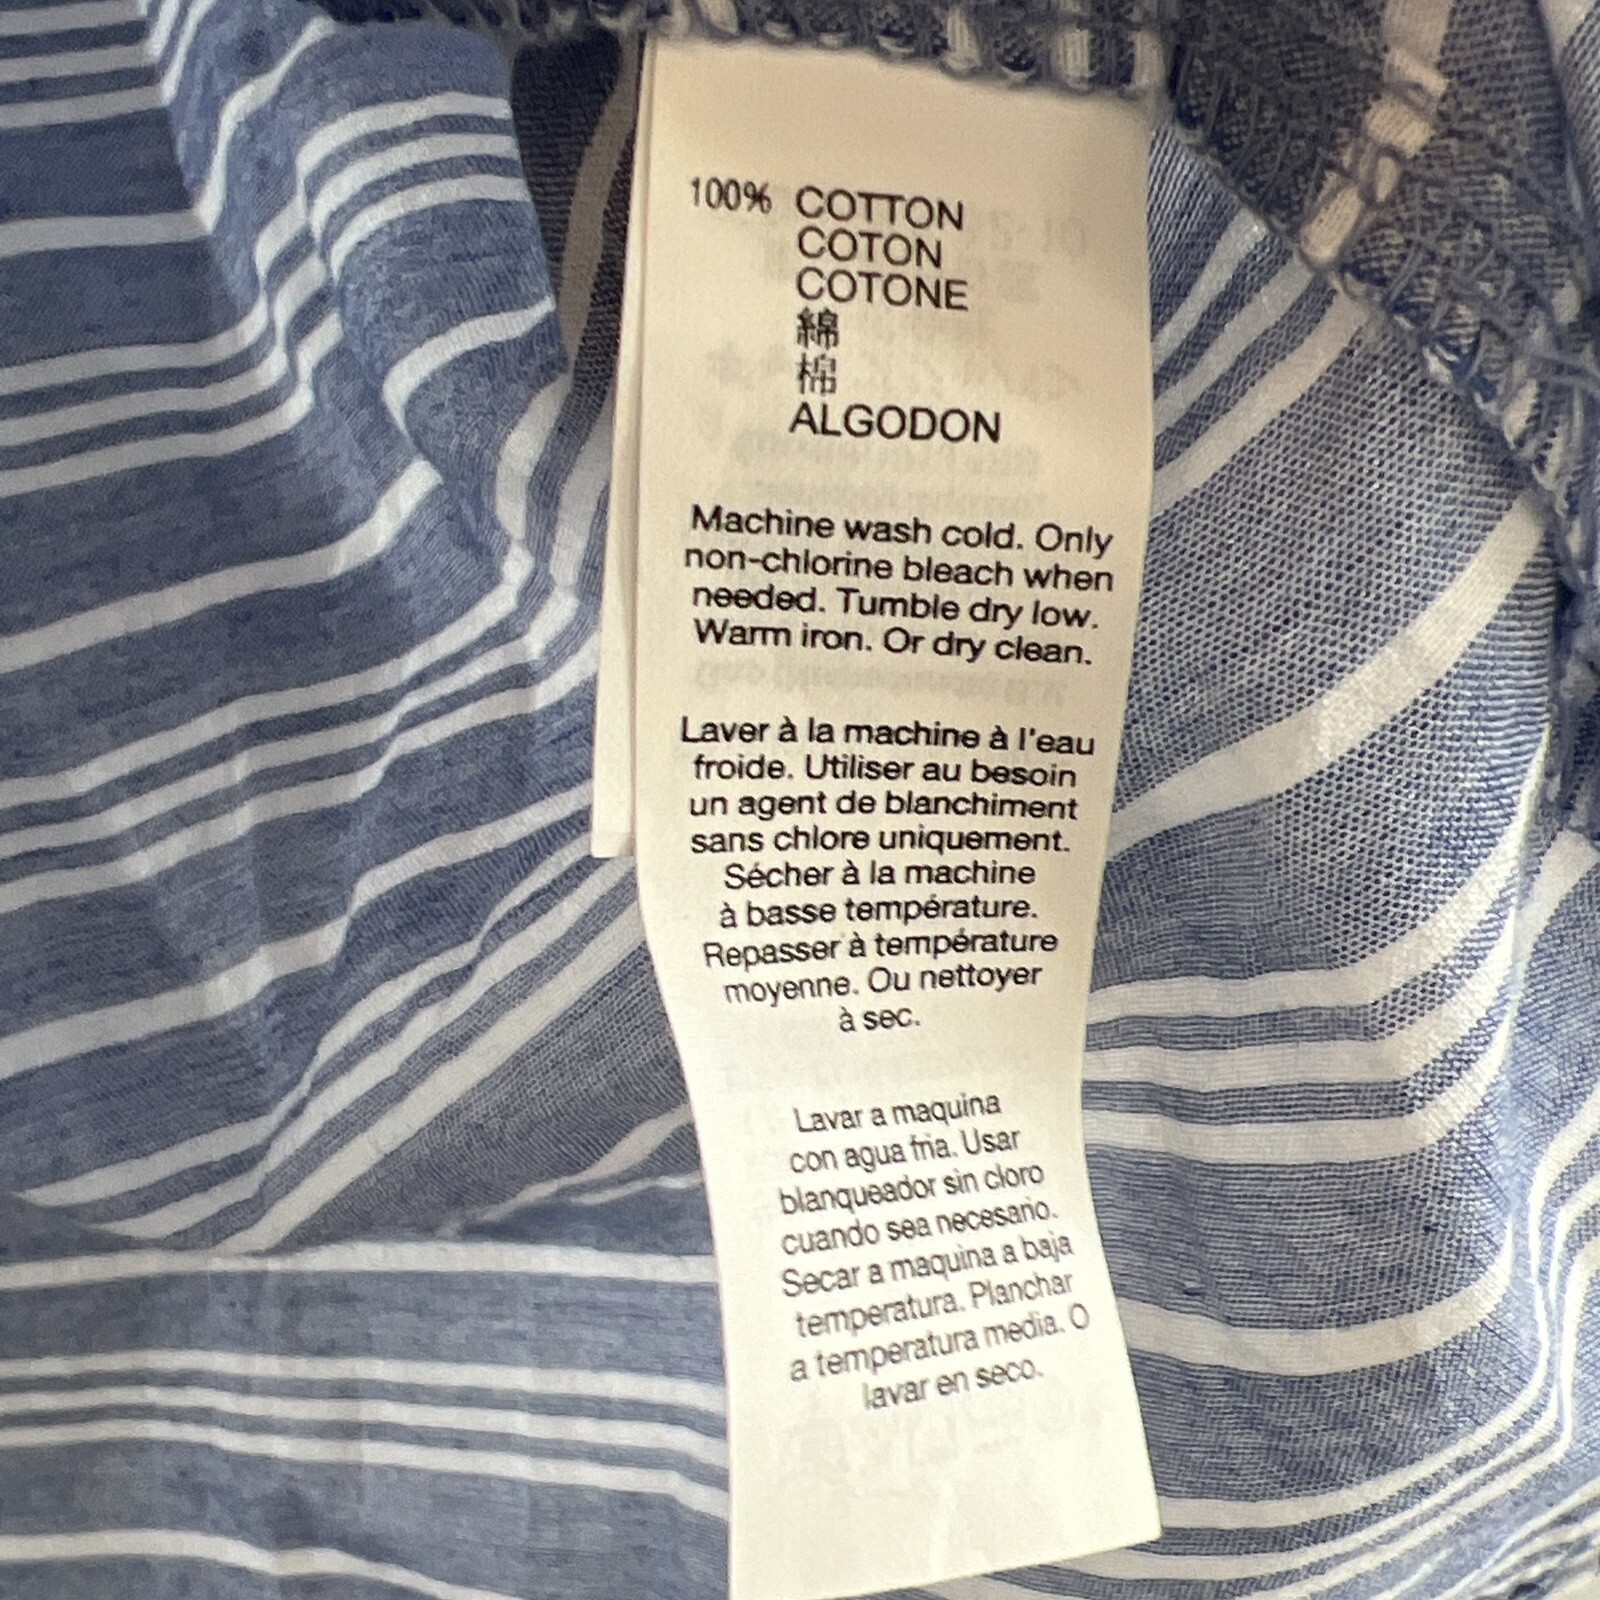 100% COTTON
COTON
COTONE
綿
棉
ALGODON
Machine wash cold. Only
non-chlorine bleach when
needed. Tumble dry low.
Warm iron. Or dry clean.
Laver à la machine à l'eau
froide. Utiliser au besoin
un agent de blanchiment
sans chlore uniquement.
Sécher à la machine
à basse température.
Repasser à température
moyenne. Ou nettoyer
à sec.
Lavar a maquina
con agua fria. Usar
blanqueador sin cloro
cuando sea necesario.
Secar a maquina a baja
temperatura. Planchar
a temperatura media. O
lavar en seco.